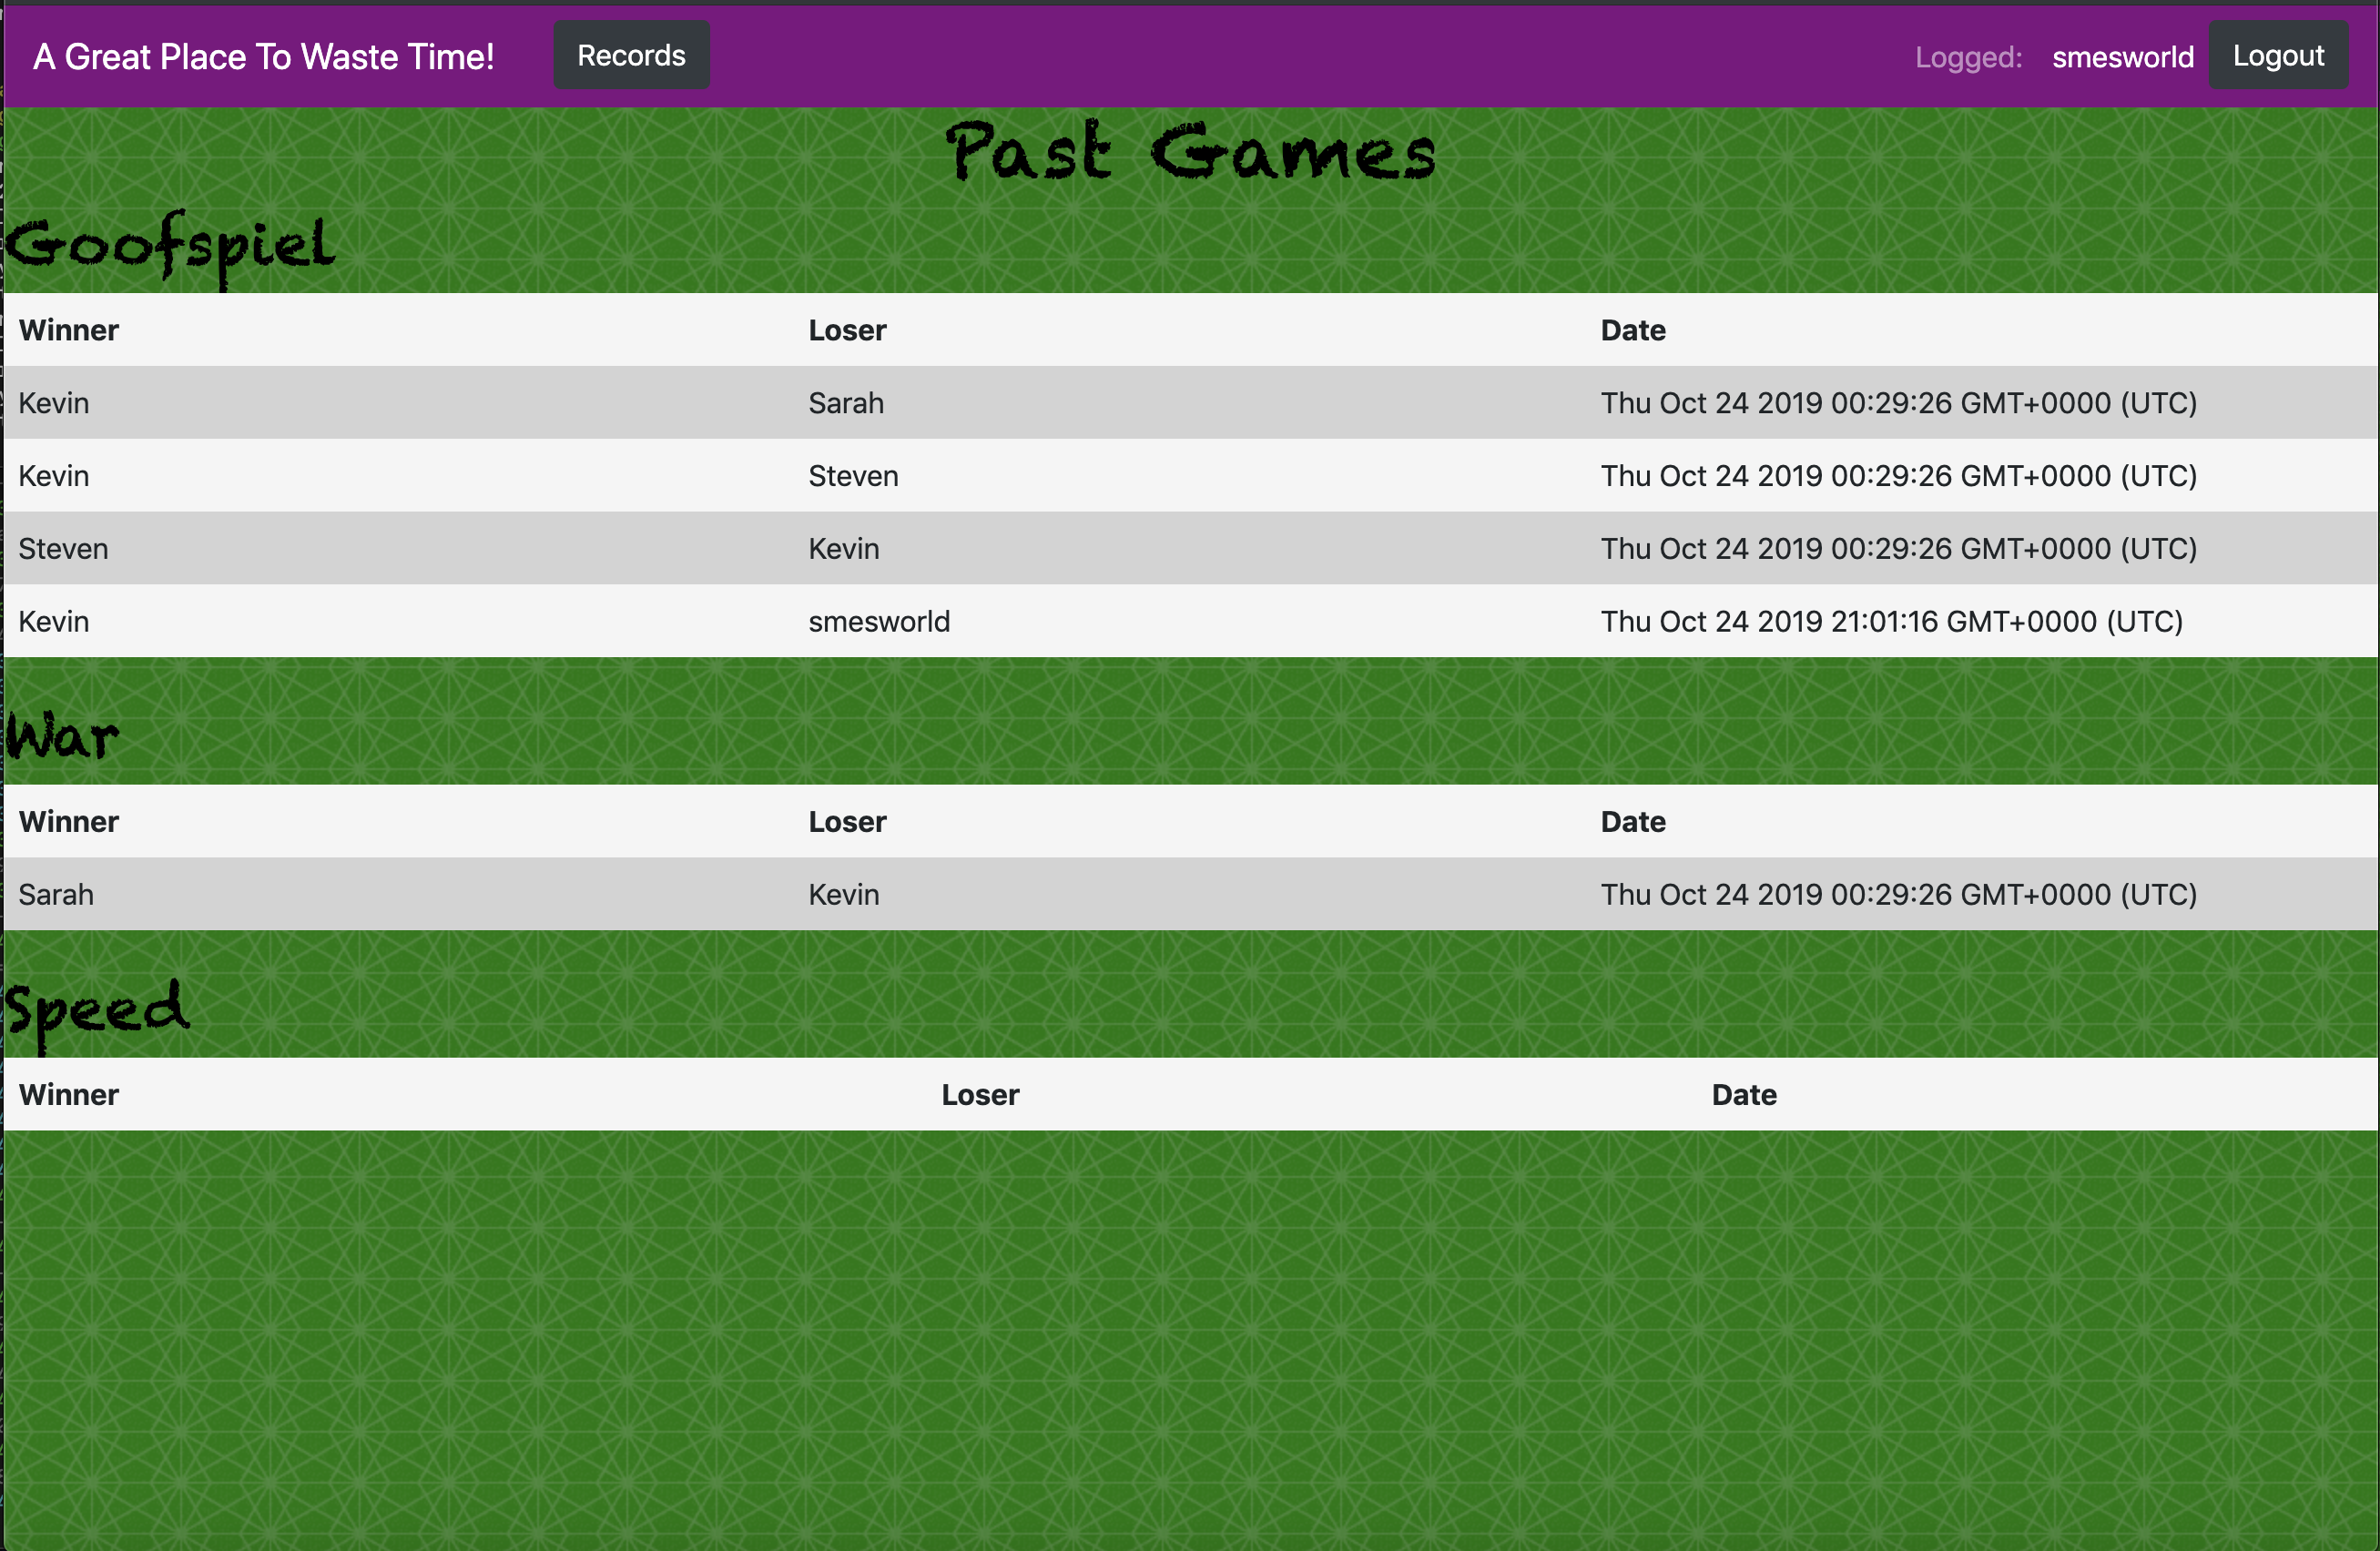 A Great Place To Waste Time! Records Logged: smesworld Logout
Past Games
Goofspiel
Winner Loser Date
Kevin Sarah Thu Oct 24 2019 00:29:26 GMT+0000 (UTC)
Kevin Steven Thu Oct 24 2019 00:29:26 GMT+0000 (UTC)
Steven Kevin Thu Oct 24 2019 00:29:26 GMT+0000 (UTC)
Kevin smesworld Thu Oct 24 2019 21:01:16 GMT+0000 (UTC)
War
Winner Loser Date
Sarah Kevin Thu Oct 24 2019 00:29:26 GMT+0000 (UTC)
Speed
Winner Loser Date